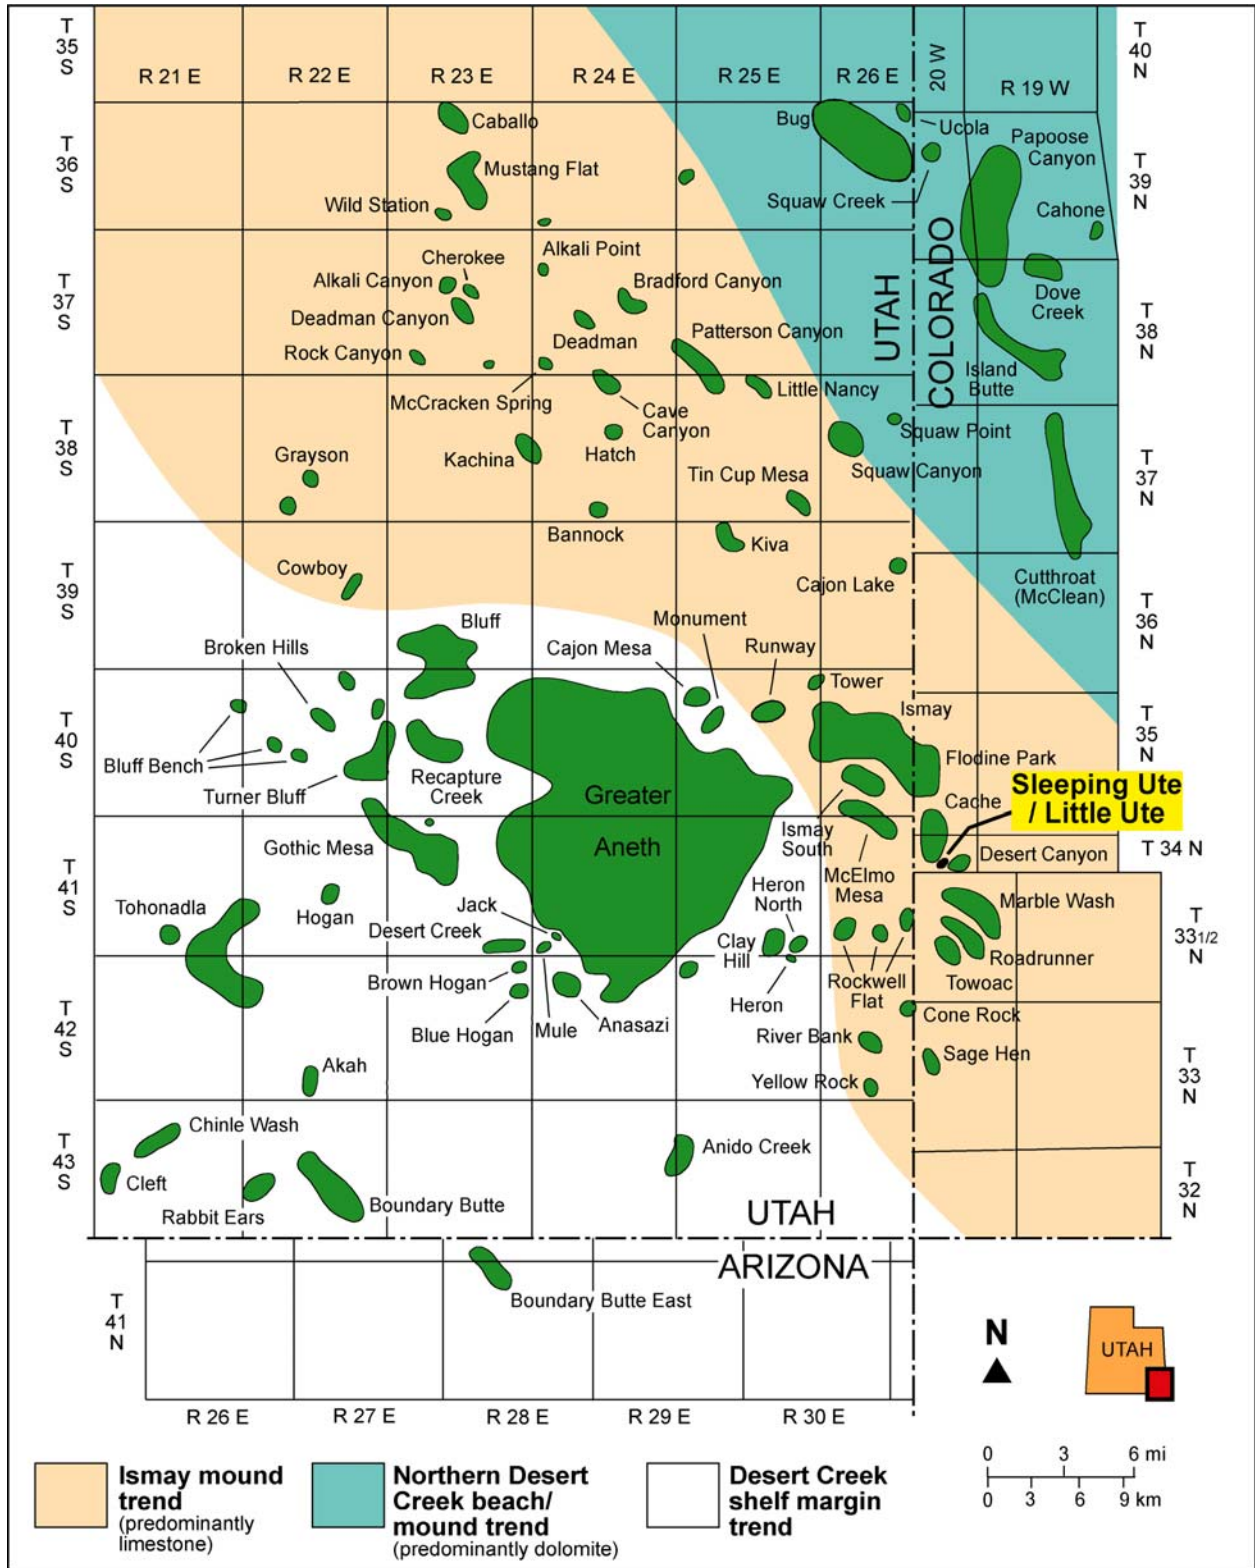 T
35
S
R 21 E
R 22 E
R 23 E
R 24 E
R 25 E
R 26 E
20 W
R 19 W
T
40
N
Caballo
Bug
Ucola
Papoose
Canyon
T
36
S
Mustang Flat
Wild Station
Squaw Creek
Cahone
T
39
N
Alkali Point
Cherokee
Alkali Canyon
Bradford Canyon
Deadman Canyon
T
37
S
Deadman
Patterson Canyon
Rock Canyon
UTAH
COLORADO
Dove
Creek
T
38
N
Island
Butte
McCracken Spring
Little Nancy
Cave
Canyon
T
38
S
Grayson
Kachina
Hatch
Squaw Point
Squaw Canyon
Tin Cup Mesa
T
37
N
Bannock
Kiva
Cowboy
T
39
S
Cajon Lake
Cutthroat
(McClean)
T
36
N
Bluff
Monument
Broken Hills
Cajon Mesa
Runway
Tower
Ismay
T
40
S
T
35
N
Bluff Bench
Turner Bluff
Recapture
Creek
Flodine Park
Greater
Aneth
Sleeping Ute
/ Little Ute
Cache
Ismay
South
Gothic Mesa
Desert Canyon
T 34 N
McElmo
Mesa
T
41
S
Tohonadla
Hogan
Jack
Desert Creek
Heron
North
Marble Wash
Clay
Hill
T
33 1/2
N
Roadrunner
Brown Hogan
Rockwell
Flat
Towoac
Blue Hogan
Mule
Anasazi
Heron
Cone Rock
T
42
S
River Bank
Sage Hen
Akah
Yellow Rock
T
33
N
Chinle Wash
Anido Creek
T
43
S
Cleft
Rabbit Ears
Boundary Butte
T
32
N
UTAH
ARIZONA
Boundary Butte East
T
41
N
R 26 E
R 27 E
R 28 E
R 29 E
R 30 E
N
UTAH
0 3 6 mi
0 3 6 9 km
Ismay mound
trend
(predominantly
limestone)
Northern Desert
Creek beach/
mound trend
(predominantly dolomite)
Desert Creek
shelf margin
trend